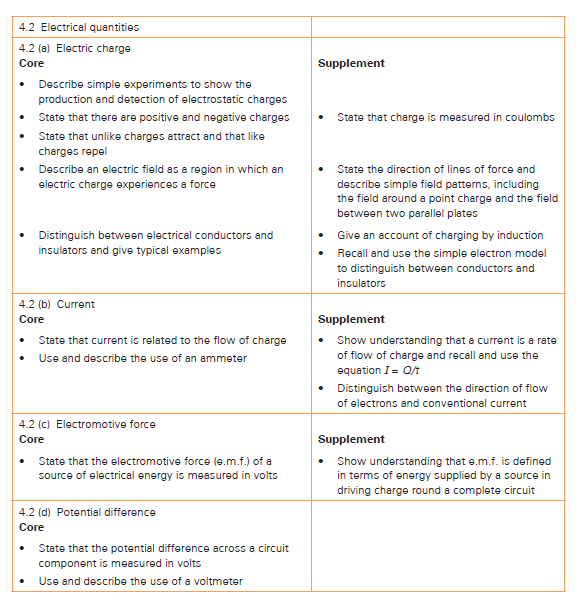 4.2 Electrical quantities
4.2 (a) Electric charge
Core
Supplement
• Describe simple experiments to show the
production and detection of electrostatic charges
• State that there are positive and negative charges
• State that charge is measured in coulombs
• State that unlike charges attract and that like
charges repel
• Describe an electric field as a region in which an
electric charge experiences a force
• State the direction of lines of force and
describe simple field patterns, including
the field around a point charge and the field
between two parallel plates
• Distinguish between electrical conductors and
insulators and give typical examples
• Give an account of charging by induction
• Recall and use the simple electron model
to distinguish between conductors and
insulators
4.2 (b) Current
Core
Supplement
• State that current is related to the flow of charge
• Use and describe the use of an ammeter
• Show understanding that a current is a rate
of flow of charge and recall and use the
equation I = Q/t
• Distinguish between the direction of flow
of electrons and conventional current
4.2 (c) Electromotive force
Core
Supplement
• State that the electromotive force (e.m.f.) of a
source of electrical energy is measured in volts
• Show understanding that e.m.f. is defined
in terms of energy supplied by a source in
driving charge round a complete circuit
4.2 (d) Potential difference
Core
• State that the potential difference across a circuit
component is measured in volts
• Use and describe the use of a voltmeter